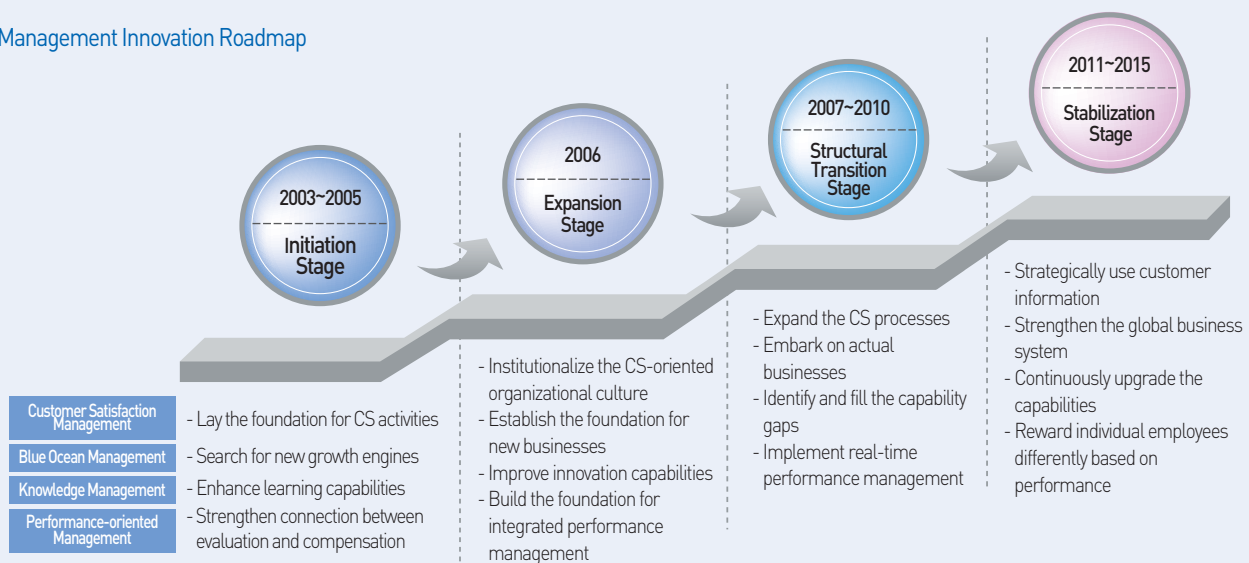 Management Innovation Roadmap
2003~2005
Initiation
Stage
2006
Expansion
Stage
2007~2010
Structural
Transition
Stage
2011~2015
Stabilization
Stage
Customer Satisfaction
Management
Blue Ocean Management
Knowledge Management
Performance-oriented
Management
- Lay the foundation for CS activities
- Search for new growth engines
- Enhance learning capabilities
- Strengthen connection between
evaluation and compensation
- Institutionalize the CS-oriented
organizational culture
- Establish the foundation for
new businesses
- Improve innovation capabilities
- Build the foundation for
integrated performance
management
- Expand the CS processes
- Embark on actual
businesses
- Identify and fill the capability
gaps
- Implement real-time
performance management
- Strategically use customer
information
- Strengthen the global business
system
- Continuously upgrade the
capabilities
- Reward individual employees
differently based on
performance